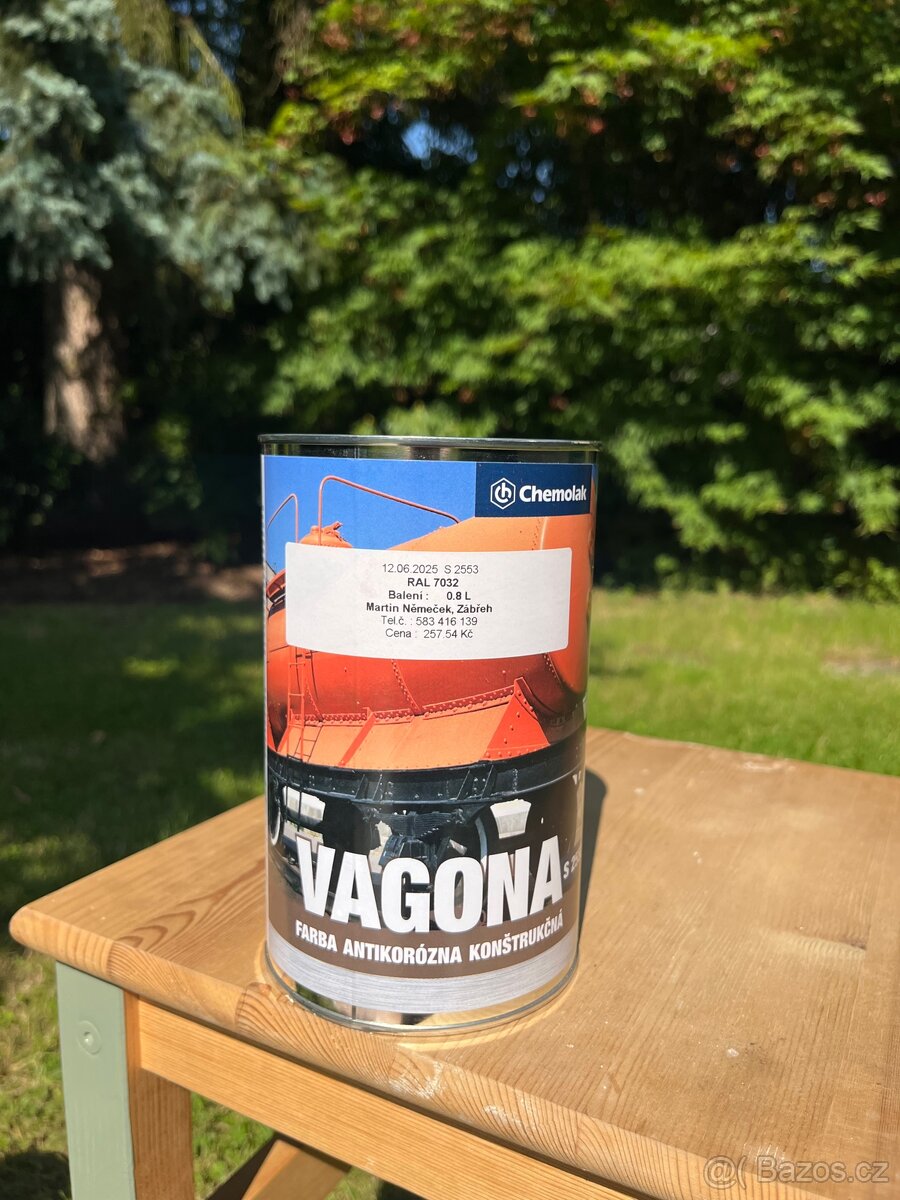 Chemolak
12.06.2025 S 2553
RAL 7032
Balení : 0.8 L
Martin Němeček, Zábřeh
Tel.č. : 583 416 139
Cena : 257.54 Kč
VAGONA
FARBA ANTIKORÓZNA KONŠTRUKČNÁ
@ Bazos.cz